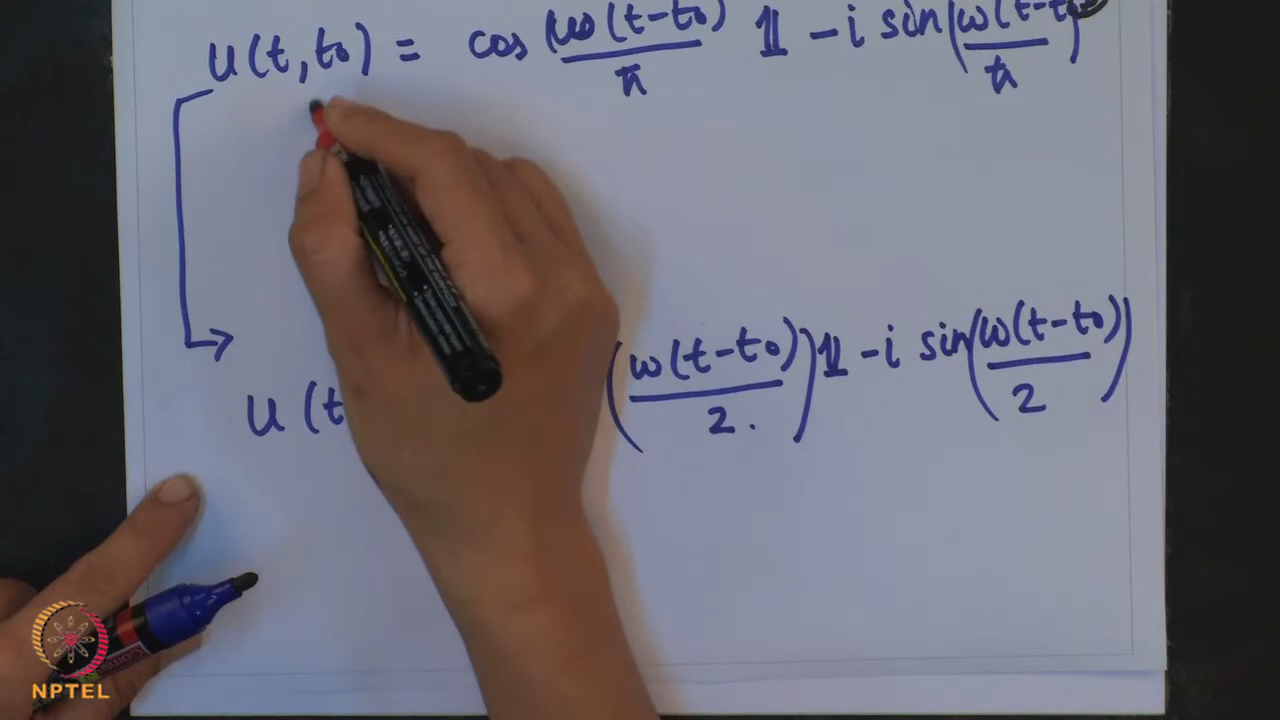 U(t,t₀) = cos (ω(t-t₀)/ħ 𝟙 - i sin(ω(t-t₀)/ħ
U(t (ω(t-t₀)/2.) 𝟙 - i sin(ω(t-t₀)/2)
NPTEL